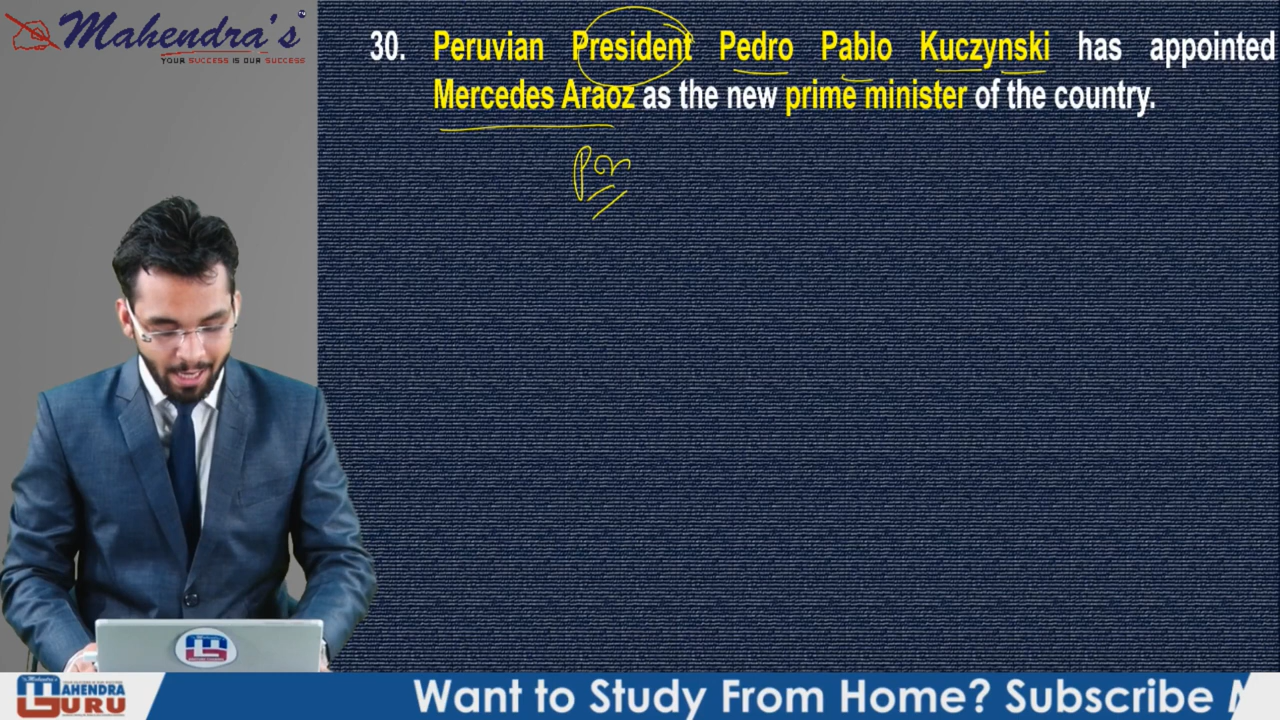 Mahendra's
YOUR SUCCESS IS OUR SUCCESS
30. Peruvian President Pedro Pablo Kuczynski has appointed
Mercedes Araoz as the new prime minister of the country.
MAHENDRA
GURU
Want to Study From Home? Subscribe